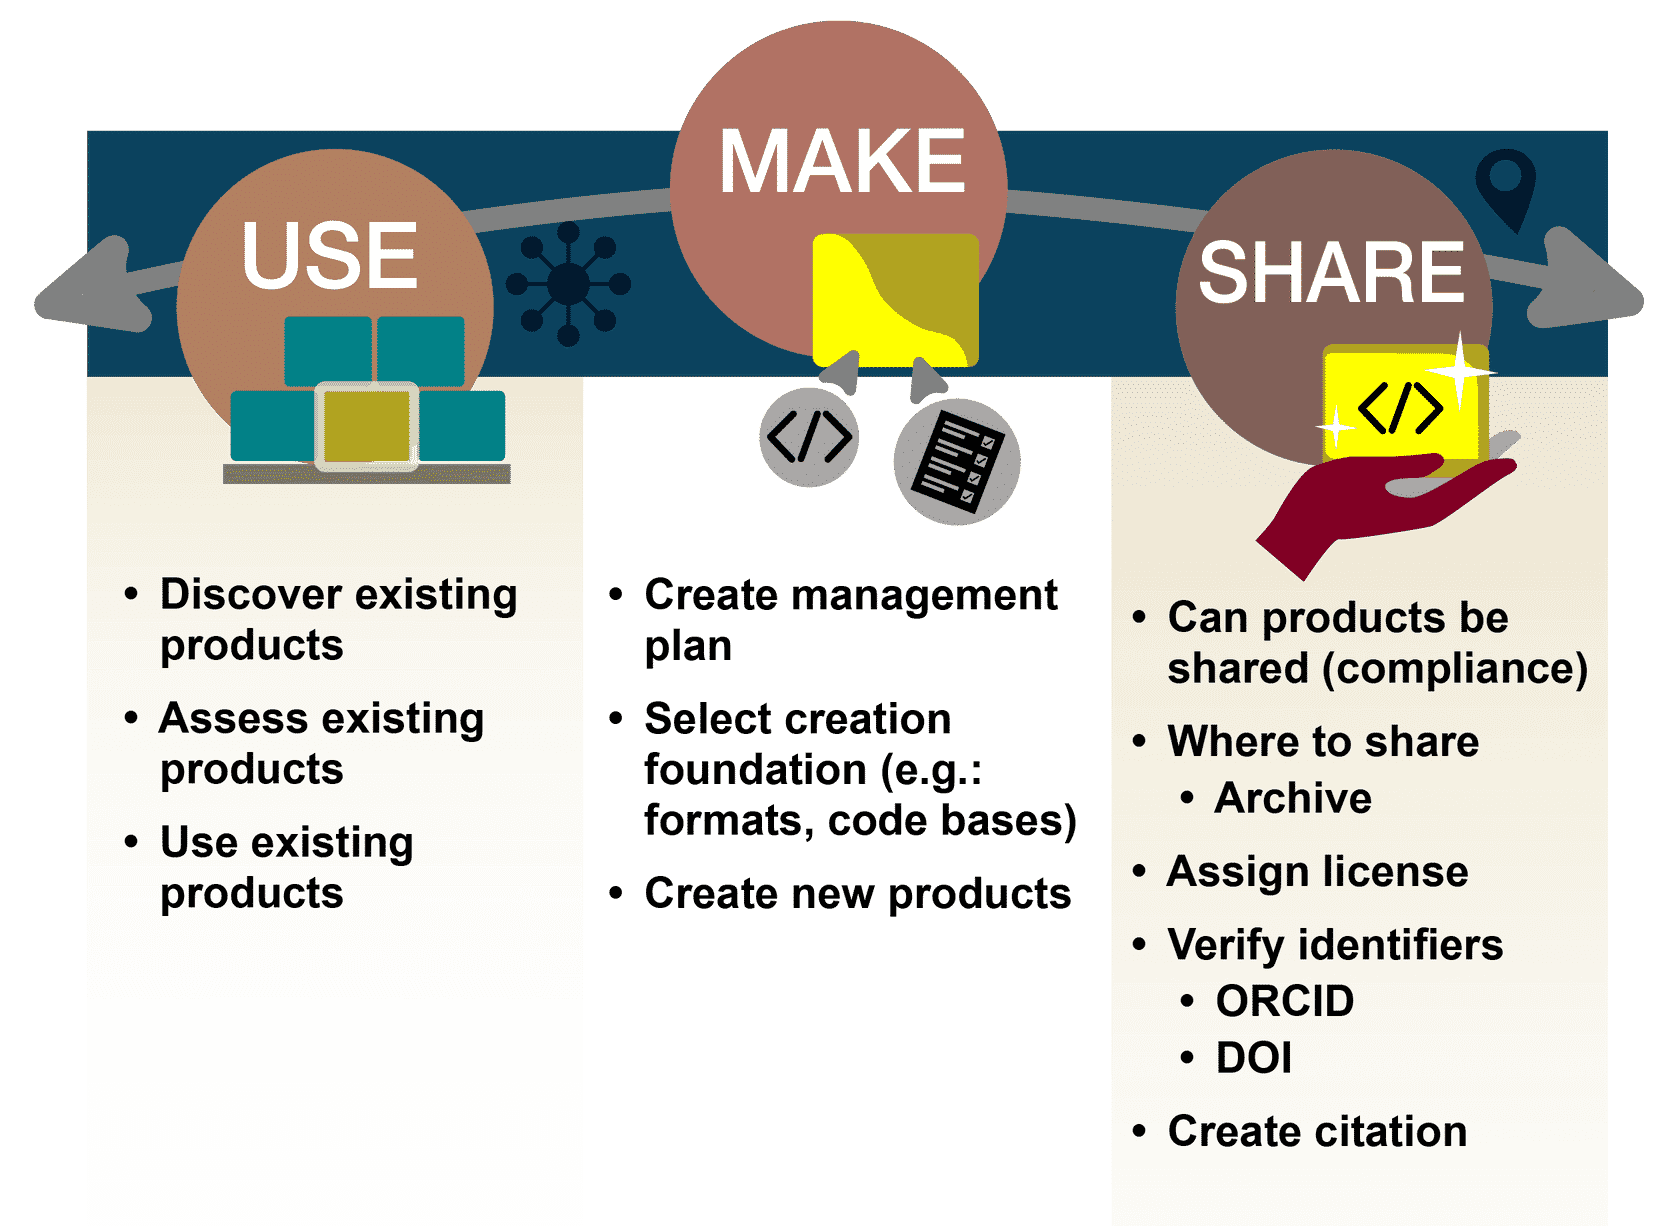 USE
• Discover existing
products
• Assess existing
products
• Use existing
products
MAKE
</>
• Create management
plan
• Select creation
foundation (e.g.:
formats, code bases)
• Create new products
SHARE
</>
• Can products be
shared (compliance)
• Where to share
• Archive
• Assign license
• Verify identifiers
• ORCID
• DOI
• Create citation